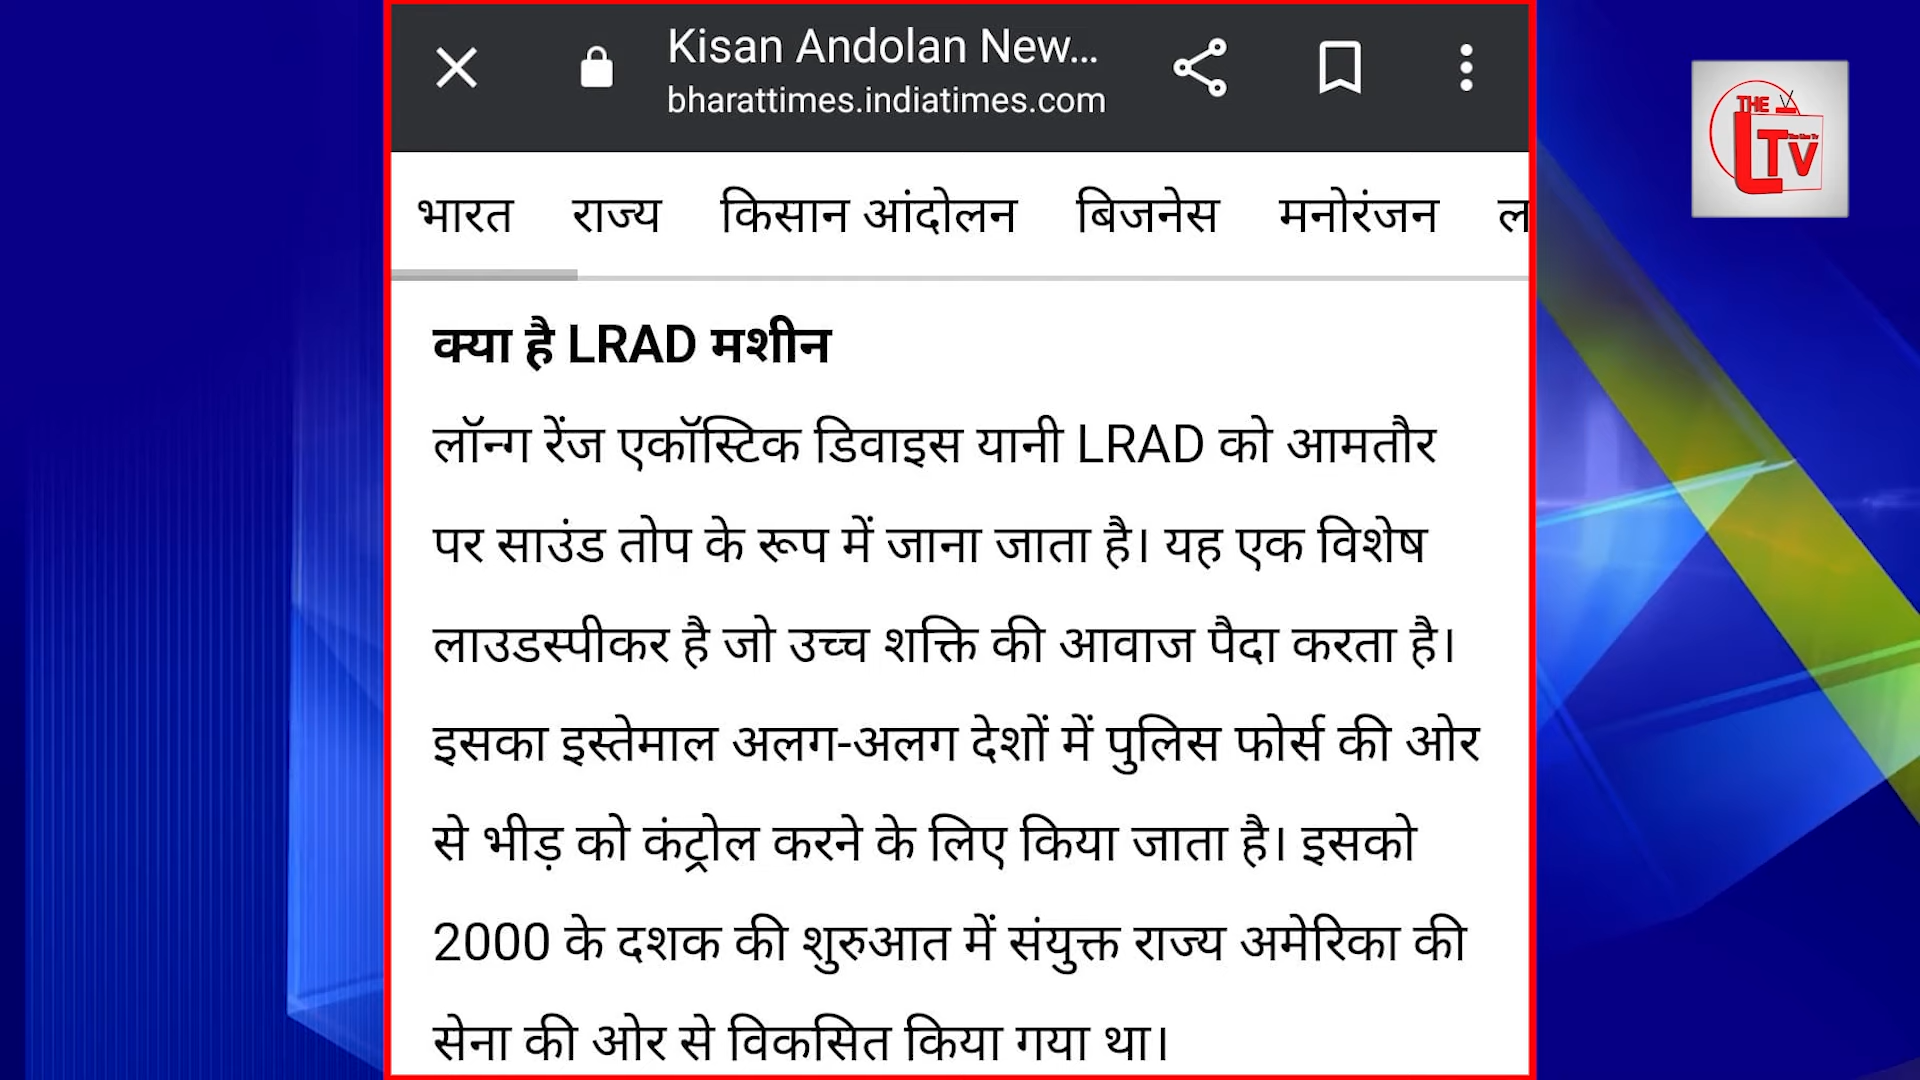 Kisan Andolan New...
bharattimes.indiatimes.com
THE
LTV
भारत राज्य किसान आंदोलन बिजनेस मनोरंजन ल
क्या है LRAD मशीन
लॉन्ग रेंज एकॉस्टिक डिवाइस यानी LRAD को आमतौर
पर साउंड तोप के रूप में जाना जाता है। यह एक विशेष
लाउडस्पीकर है जो उच्च शक्ति की आवाज पैदा करता है।
इसका इस्तेमाल अलग-अलग देशों में पुलिस फोर्स की ओर
से भीड़ को कंट्रोल करने के लिए किया जाता है। इसको
2000 के दशक की शुरुआत में संयुक्त राज्य अमेरिका की
सेना की ओर से विकसित किया गया था।